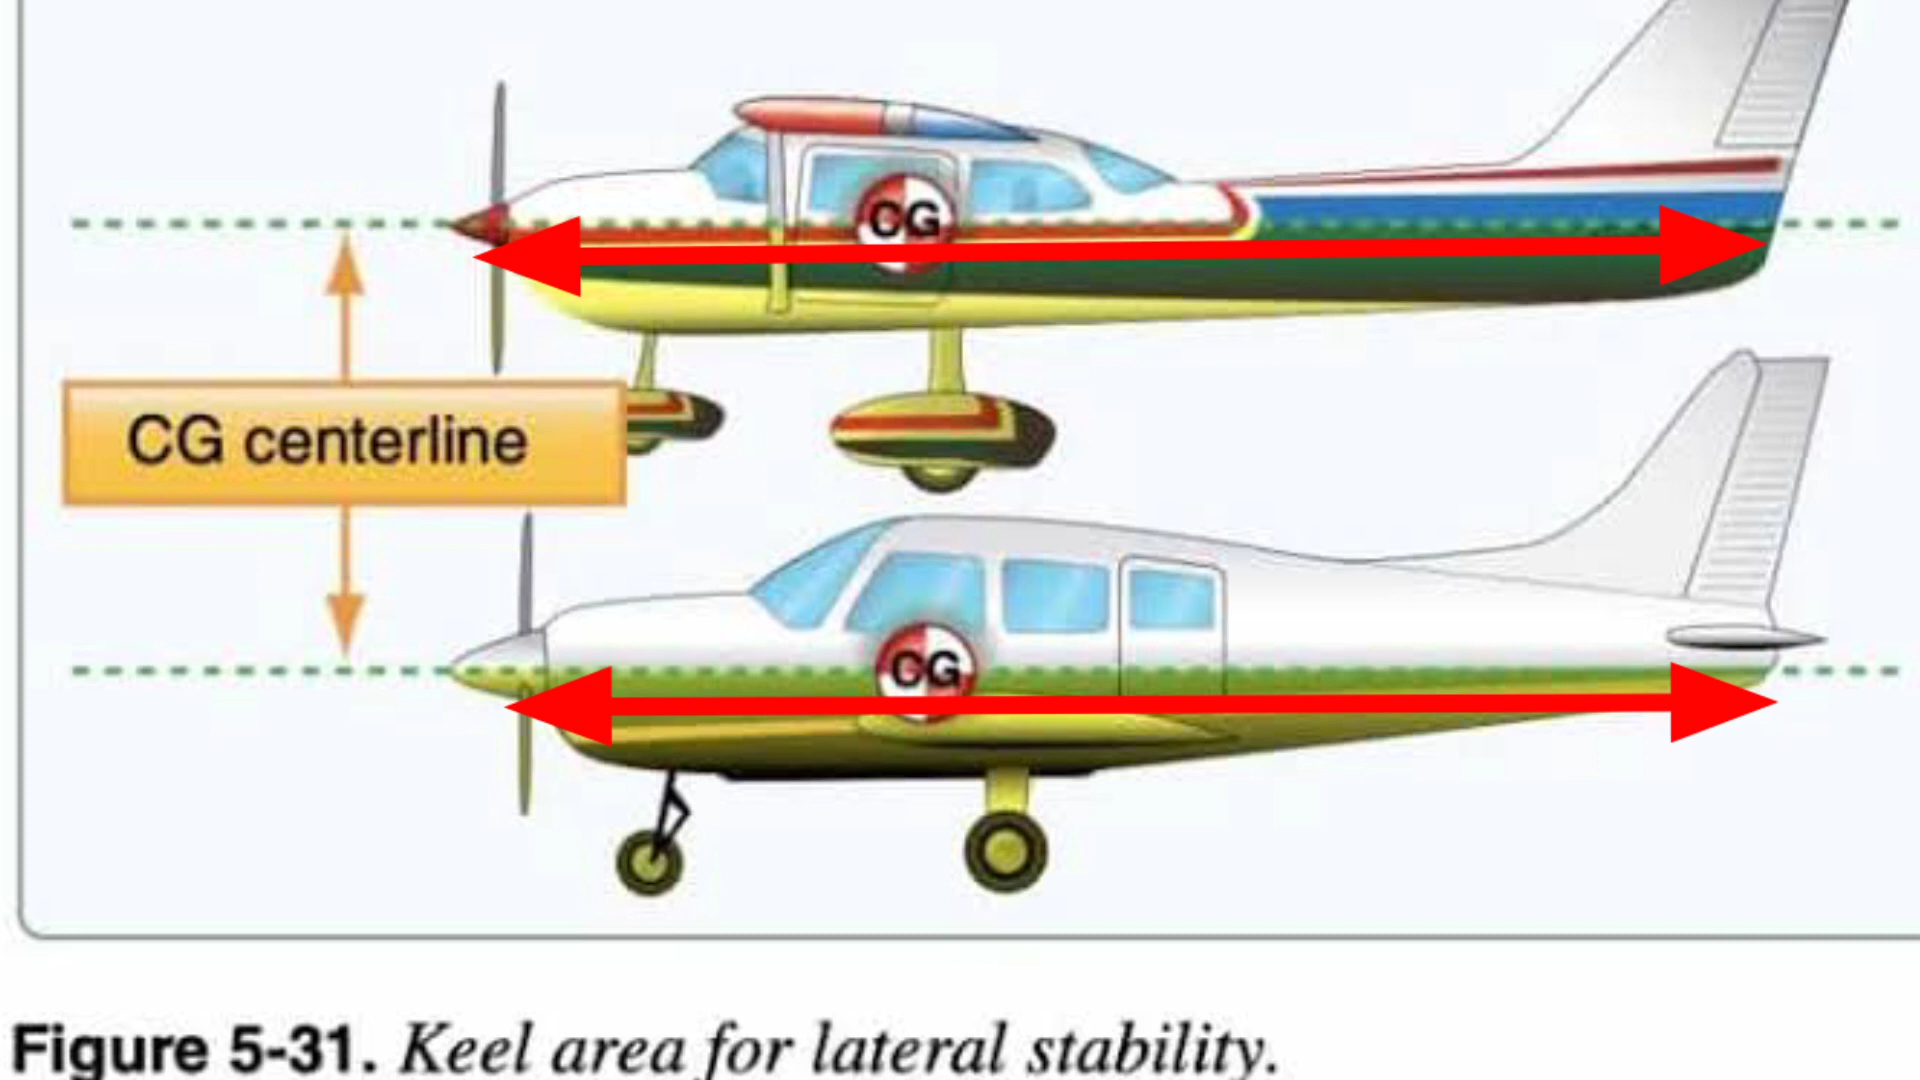 CG
CG centerline
CG
Figure 5-31. Keel area for lateral stability.